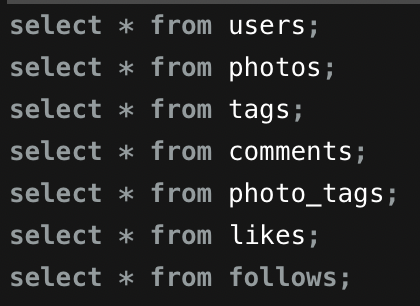 select * from users;
select * from photos;
select * from tags;
select * from comments;
select * from photo_tags;
select * from likes;
select * from follows;